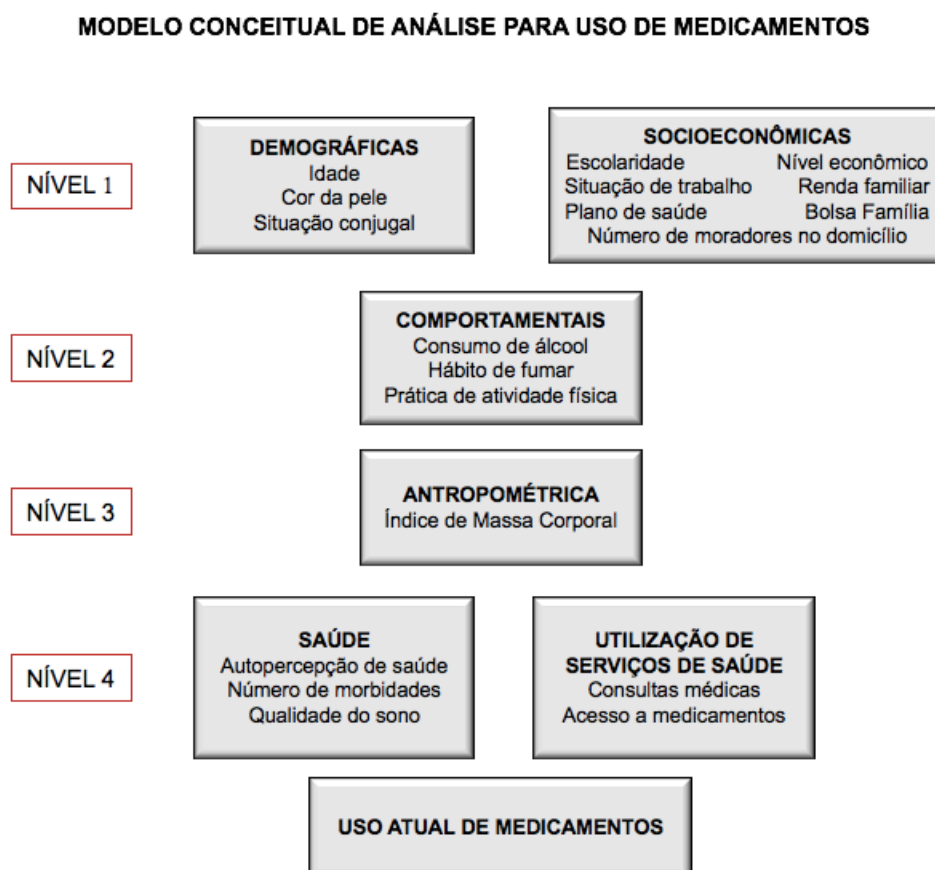 MODELO CONCEITUAL DE ANÁLISE PARA USO DE MEDICAMENTOS
NÍVEL 1
DEMOGRÁFICAS
Idade
Cor da pele
Situação conjugal
SOCIOECONÔMICAS
Escolaridade Nível econômico
Situação de trabalho Renda familiar
Plano de saúde Bolsa Família
Número de moradores no domicílio
NÍVEL 2
COMPORTAMENTAIS
Consumo de álcool
Hábito de fumar
Prática de atividade física
NÍVEL 3
ANTROPOMÉTRICA
Índice de Massa Corporal
NÍVEL 4
SAÚDE
Autopercepção de saúde
Número de morbidades
Qualidade do sono
UTILIZAÇÃO DE
SERVIÇOS DE SAÚDE
Consultas médicas
Acesso a medicamentos
USO ATUAL DE MEDICAMENTOS